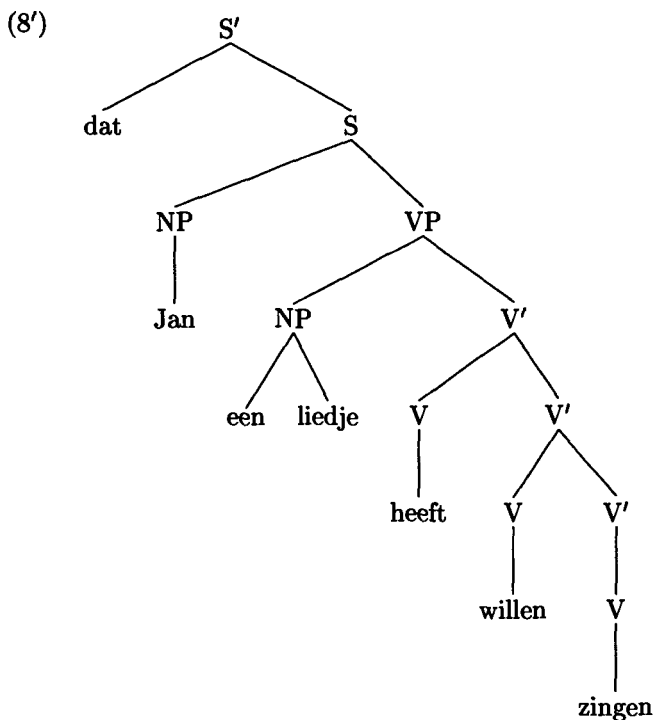 (8′)
S′
dat S
NP VP
Jan NP V′
een liedje V V′
heeft V V′
willen V
zingen